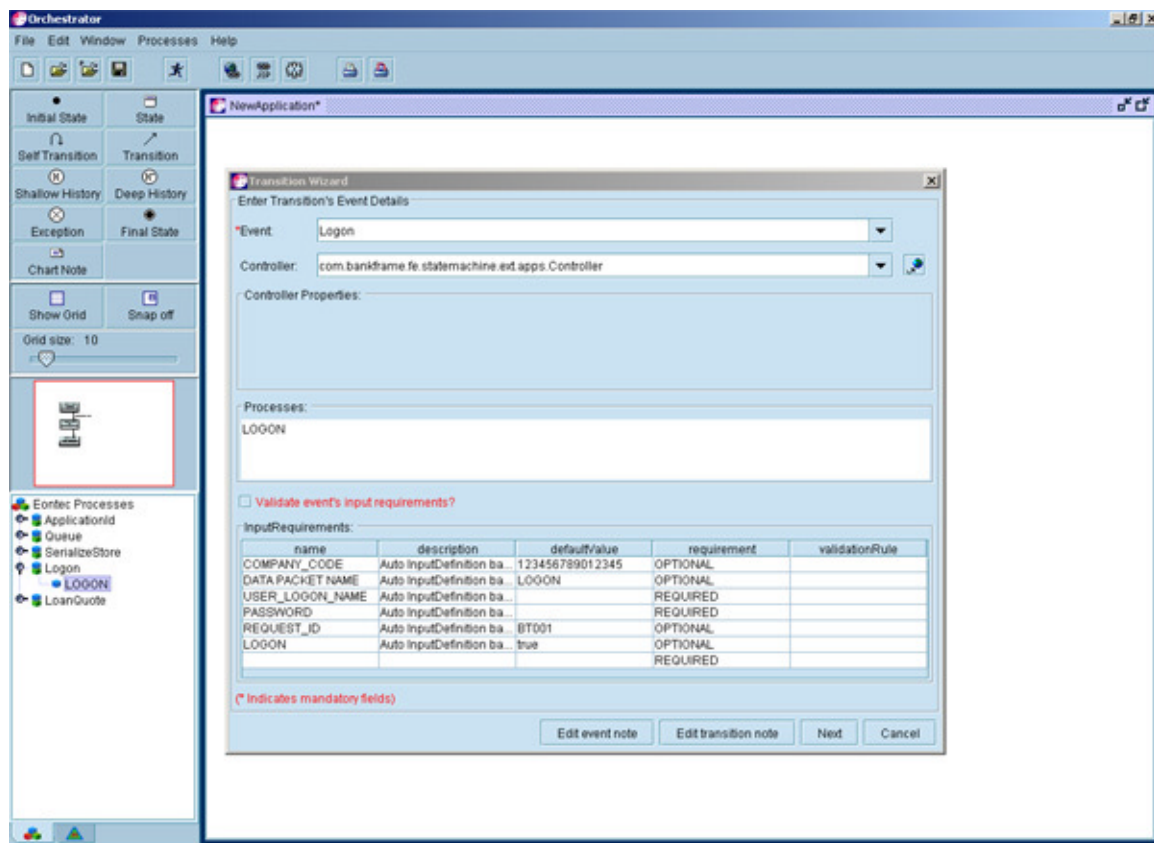 Orchestrator
File Edit Window Processes Help
Initial State State
Self Transition Transition
Shallow History Deep History
Exception Final State
Chart Note
Show Grid Snap off
Grid size: 10
Eontec Processes
ApplicationId
Queue
SerializeStore
Logon
LOGON
LoanQuote
NewApplication*
Transition Wizard
Enter Transition's Event Details
*Event: Logon
Controller: com.bankframe.fe.statemachine.ext.apps.Controller
Controller Properties:
Processes:
LOGON
Validate event's input requirements?
InputRequirements:
name description defaultValue requirement validationRule
COMPANY_CODE Auto InputDefinition ba... 123456789012345 OPTIONAL
DATA PACKET NAME Auto InputDefinition ba... LOGON OPTIONAL
USER_LOGON_NAME Auto InputDefinition ba... REQUIRED
PASSWORD Auto InputDefinition ba... REQUIRED
REQUEST_ID Auto InputDefinition ba... BT001 OPTIONAL
LOGON Auto InputDefinition ba... true OPTIONAL
REQUIRED
(* Indicates mandatory fields)
Edit event note Edit transition note Next Cancel